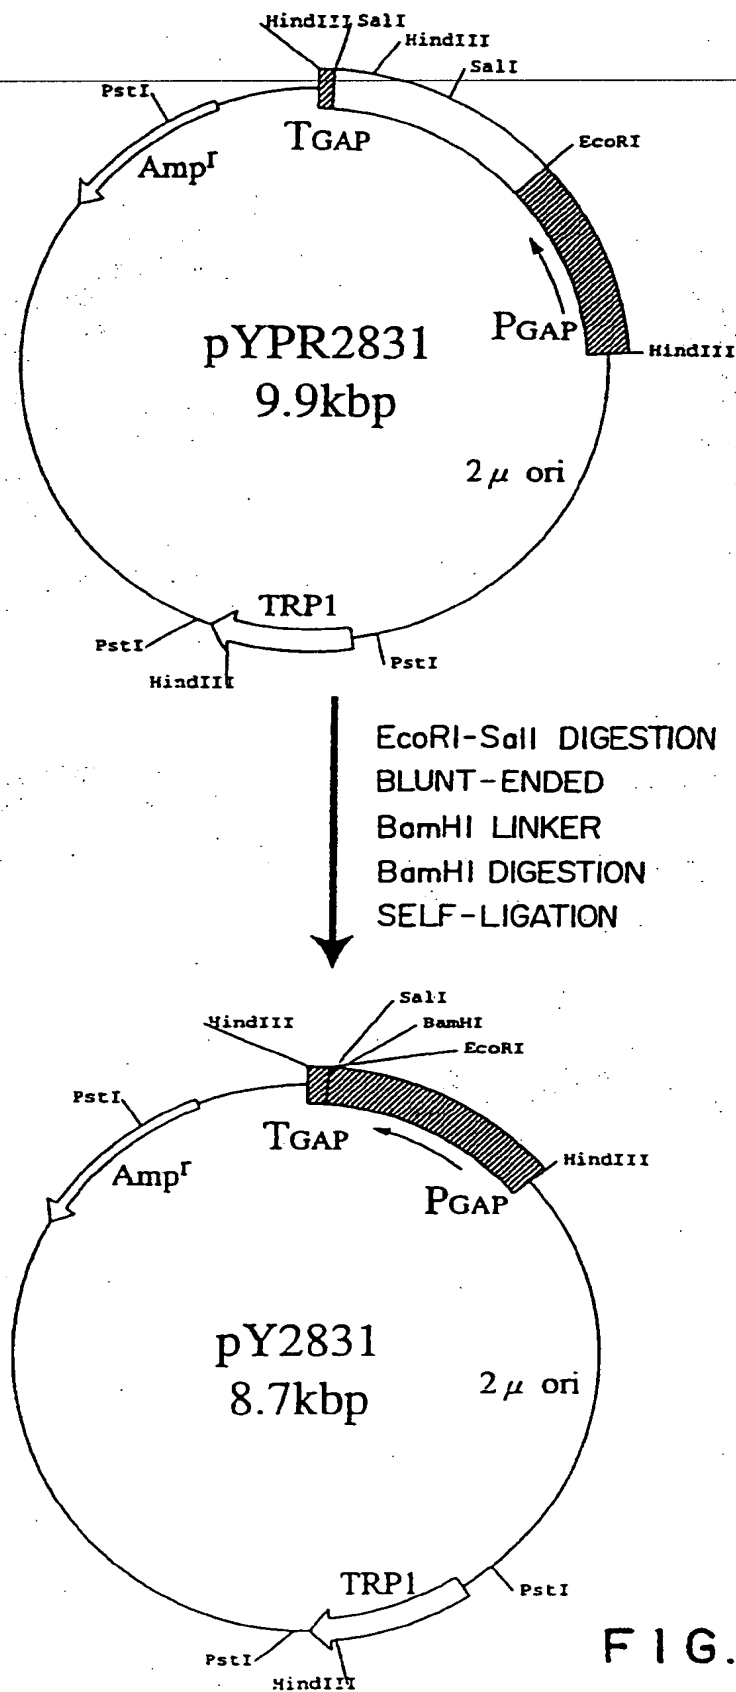 HindIII SalI
HindIII
SalI
PstI
TGAP
EcoRI
Ampr
PGAP
HindIII
pYPR2831
9.9kbp
2μ ori
TRP1
PstI
PstI
HindIII
EcoRI-SalI DIGESTION
BLUNT-ENDED
BamHI LINKER
BamHI DIGESTION
SELF-LIGATION
SalI
HindIII
BamHI
EcoRI
PstI
TGAP
HindIII
Ampr
PGAP
pY2831
8.7kbp
2μ ori
TRP1
PstI
PstI
HindIII
FIG.